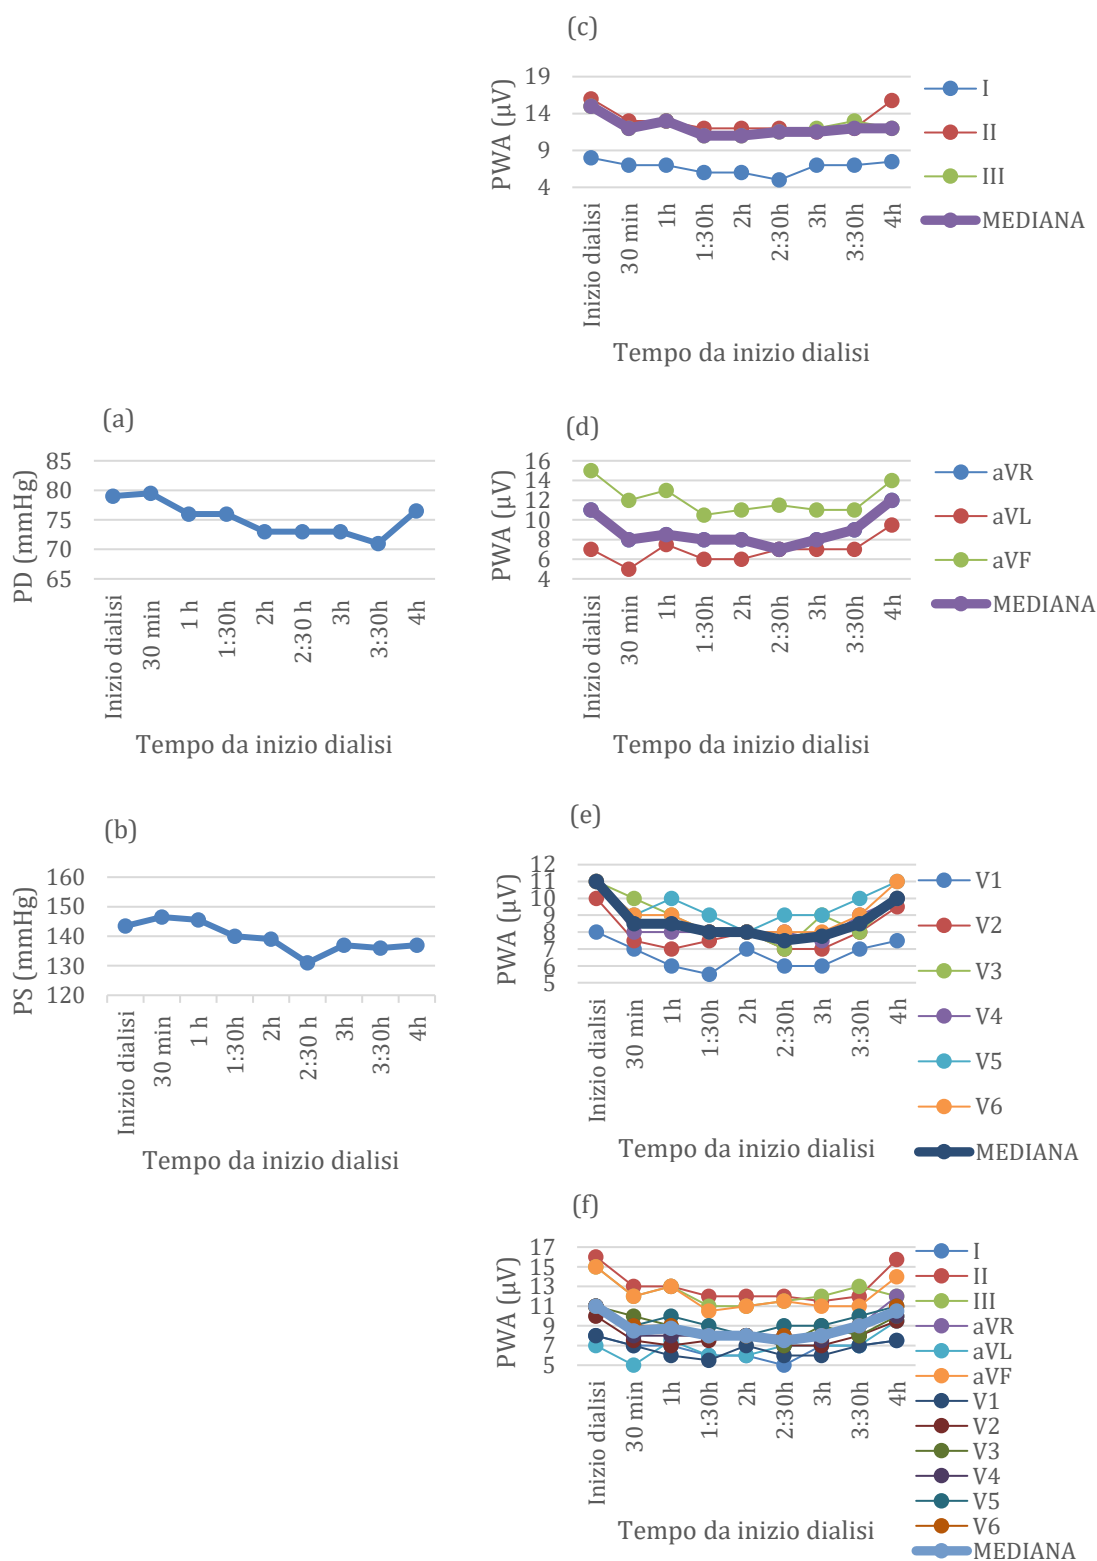 (c)
PWA (µV)
19
14
9
4
Inizio dialisi
30 min
1h
1:30h
2h
2:30h
3h
3:30h
4h
Tempo da inizio dialisi
I
II
III
MEDIANA
(a)
PD (mmHg)
85
80
75
70
65
Inizio dialisi
30 min
1 h
1:30h
2h
2:30 h
3h
3:30h
4h
Tempo da inizio dialisi
(d)
PWA (µV)
16
14
12
10
8
6
4
Inizio dialisi
30 min
1h
1:30h
2h
2:30h
3h
3:30h
4h
Tempo da inizio dialisi
aVR
aVL
aVF
MEDIANA
(b)
PS (mmHg)
160
150
140
130
120
Inizio dialisi
30 min
1 h
1:30h
2h
2:30 h
3h
3:30h
4h
Tempo da inizio dialisi
(e)
PWA (µV)
12
11
10
9
8
7
6
5
Inizio dialisi
30 min
1h
1:30h
2h
2:30h
3h
3:30h
4h
Tempo da inizio dialisi
V1
V2
V3
V4
V5
V6
MEDIANA
(f)
PWA (µV)
17
15
13
11
9
7
5
Inizio dialisi
30 min
1h
1:30h
2h
2:30h
3h
3:30h
4h
Tempo da inizio dialisi
I
II
III
aVR
aVL
aVF
V1
V2
V3
V4
V5
V6
MEDIANA